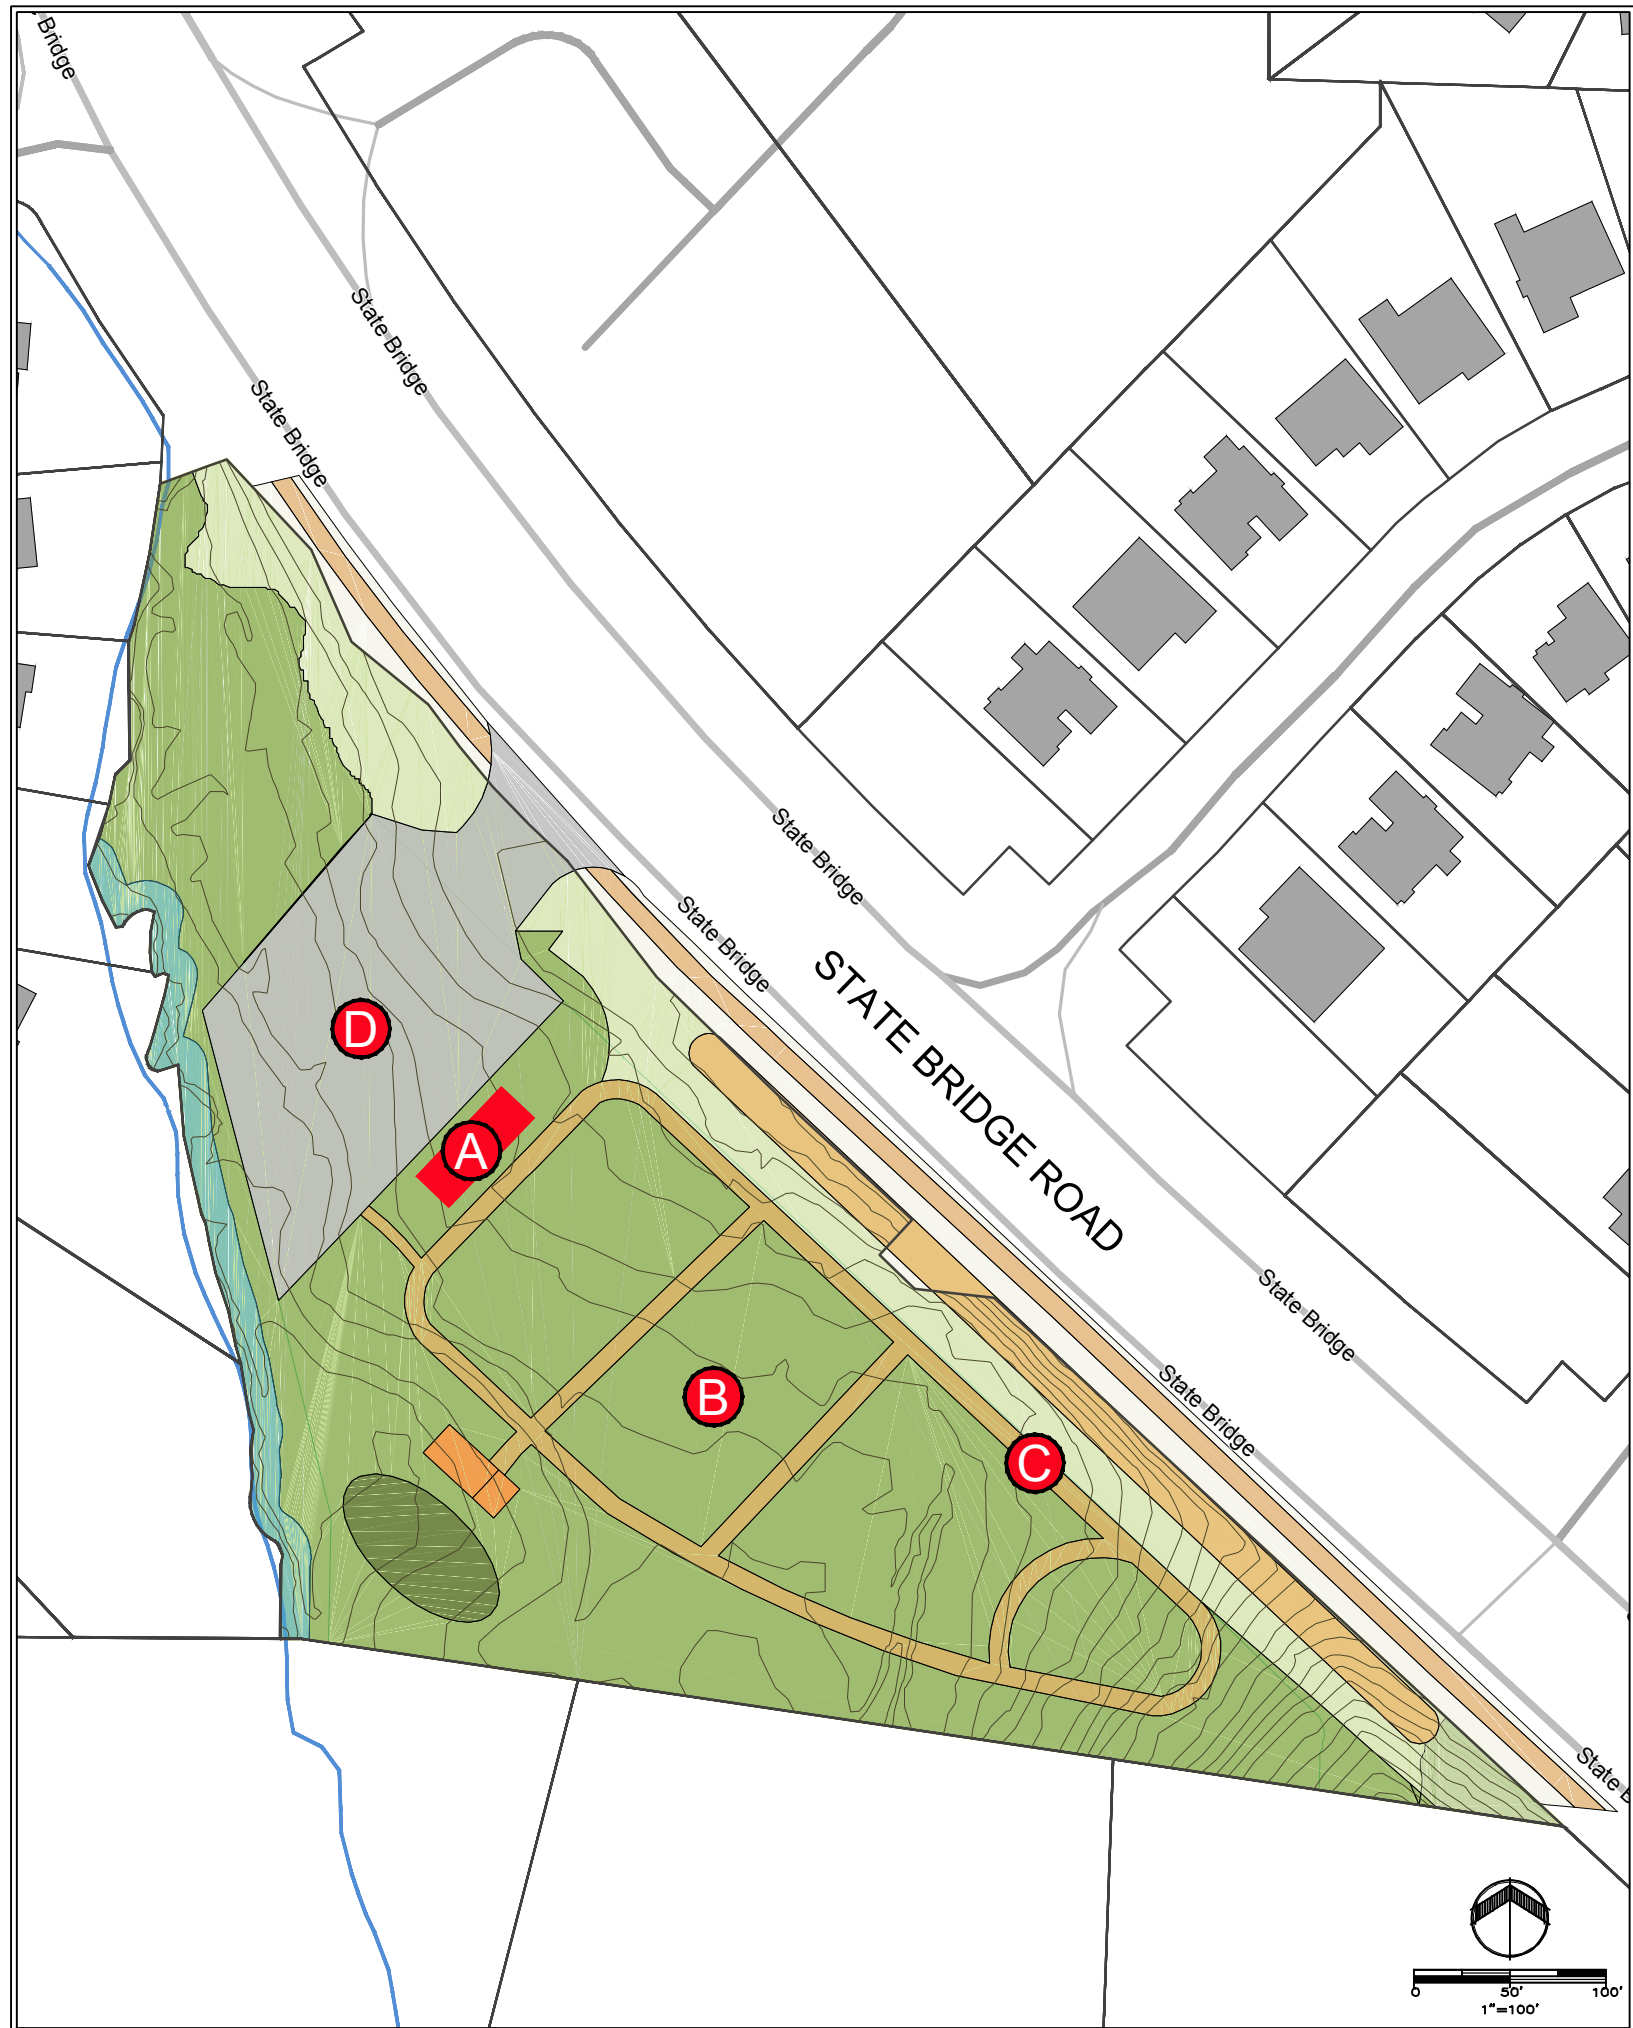 Bridge
State Bridge
State Bridge
State Bridge
State Bridge
STATE BRIDGE ROAD
D
A
State Bridge
B
State Bridge
C
State B
0 50' 100'
1"=100'